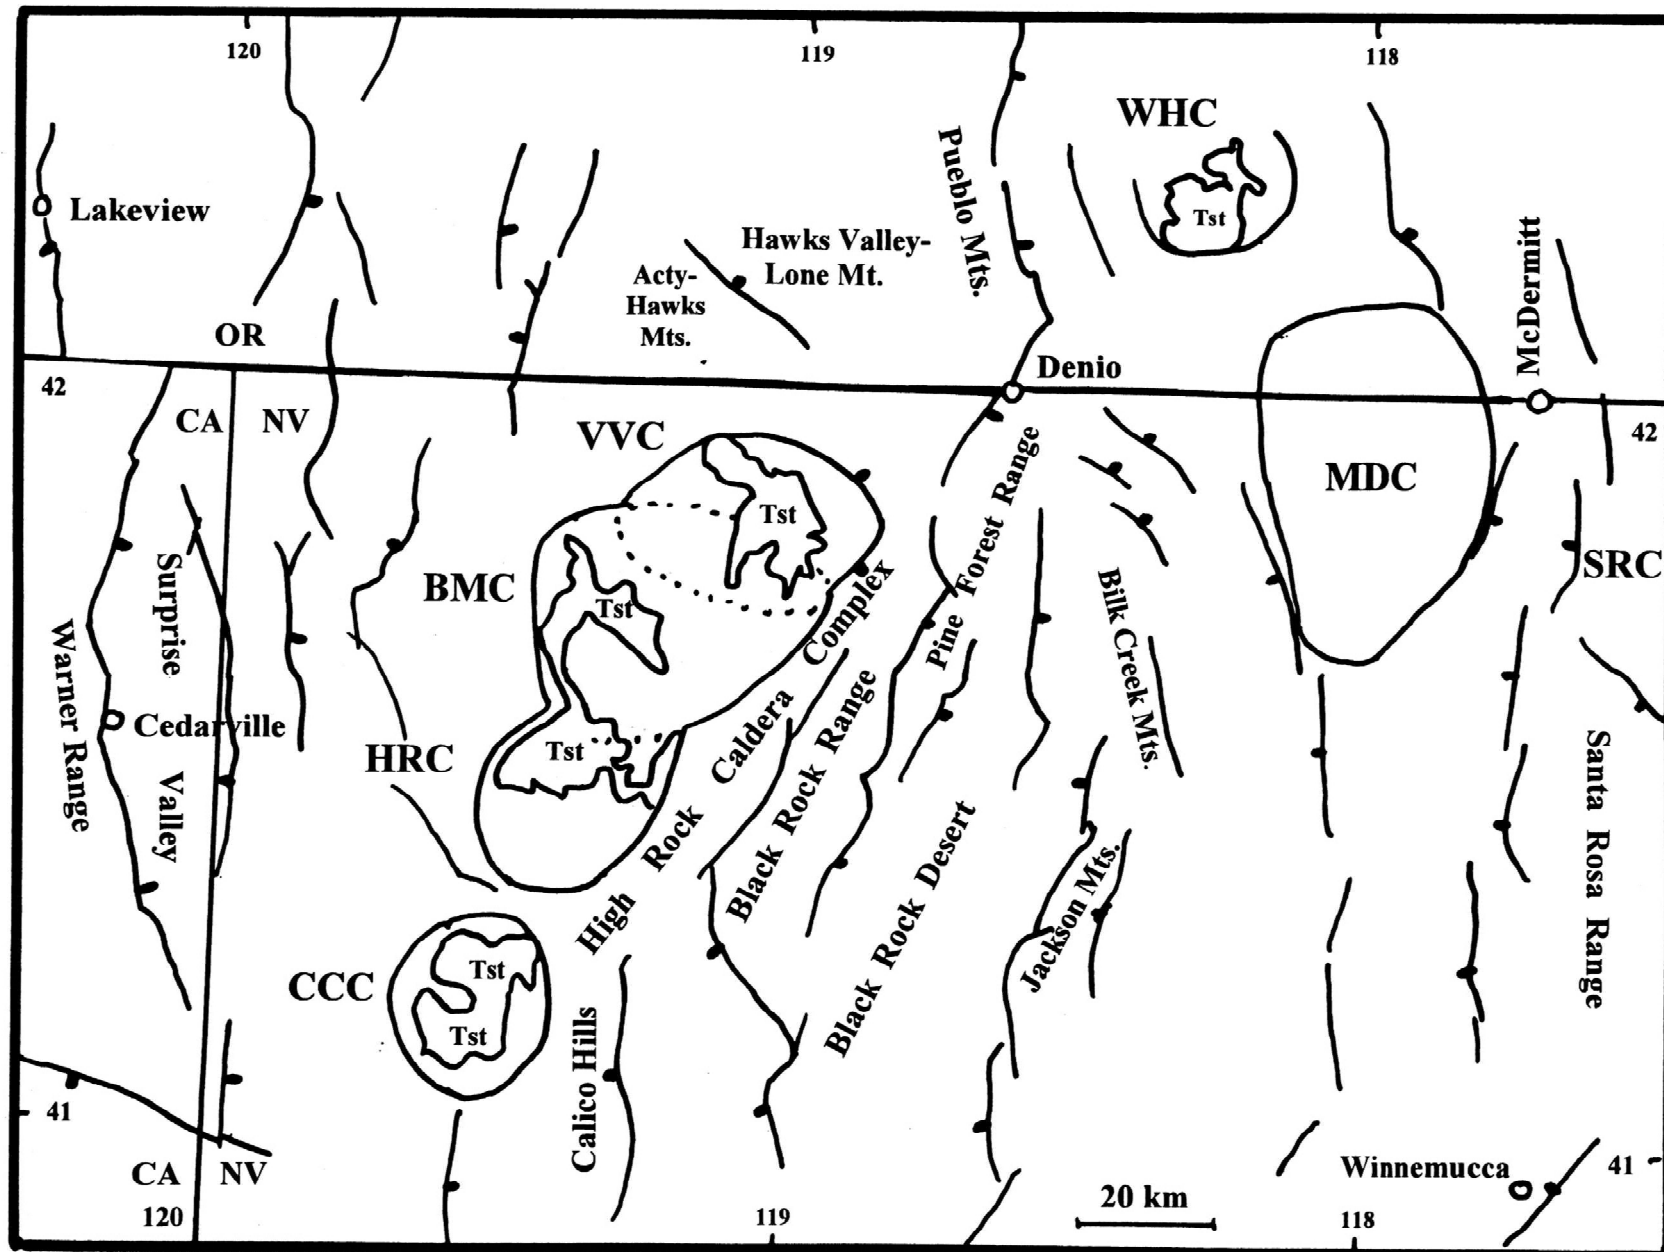 120
119
118
WHC
Pueblo Mts.
Tst
Lakeview
Hawks Valley-
Lone Mt.
Acty-
Hawks
Mts.
McDermitt
OR
Denio
42
CA
NV
42
VVC
MDC
Tst
Pine Forest Range
Surprise Valley
BMC
Tst
SRC
Bilk Creek Mts.
Warner Range
Cedarville
HRC
Tst
High Rock Caldera Complex
Black Rock Range
Black Rock Desert
Jackson Mts.
Santa Rosa Range
CCC
Tst
Tst
Calico Hills
41
CA
NV
Winnemucca
41
20 km
120
119
118